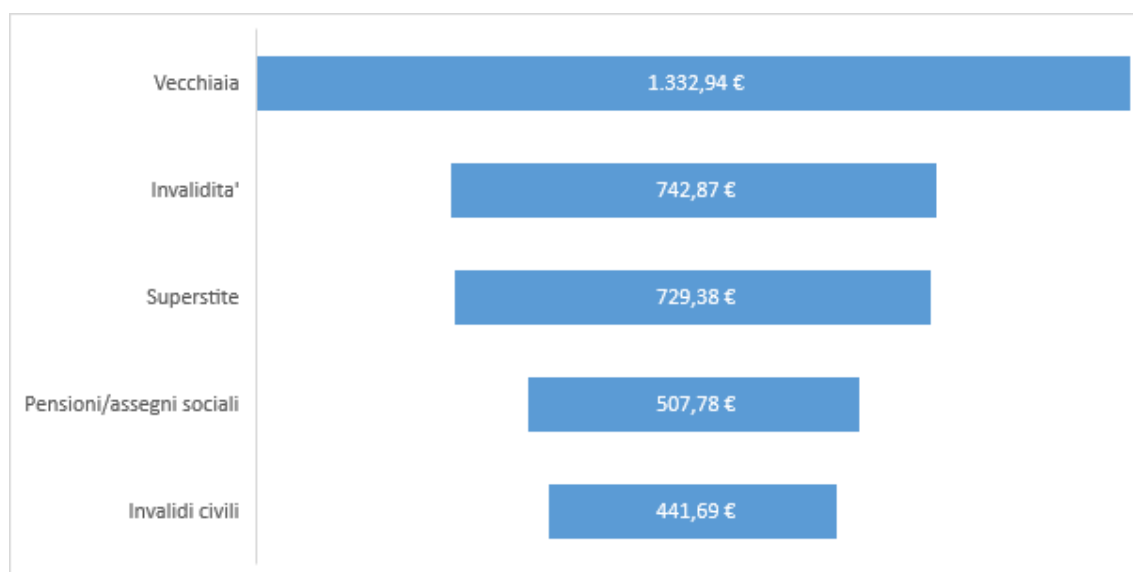 Vecchiaia 1.332,94 €
Invalidita' 742,87 €
Superstite 729,38 €
Pensioni/assegni sociali 507,78 €
Invalidi civili 441,69 €